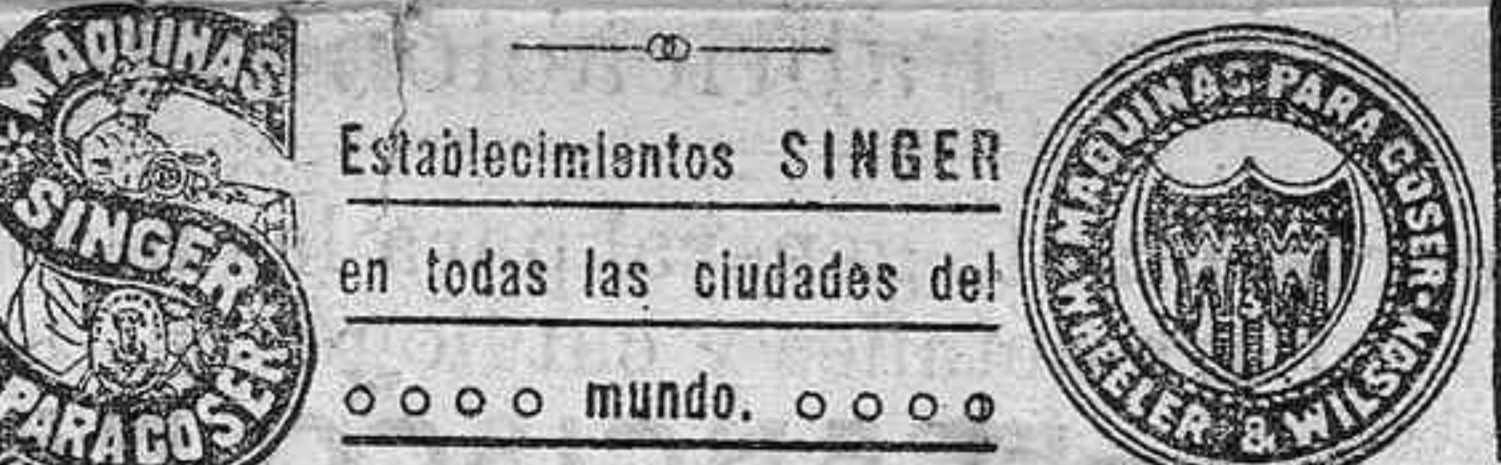 MAQUINAS
SINGER
PARA COSER
Establecimientos SINGER
en todas las ciudades del
mundo.
MAQUINAS PARA COSER
WHEELER & WILSON